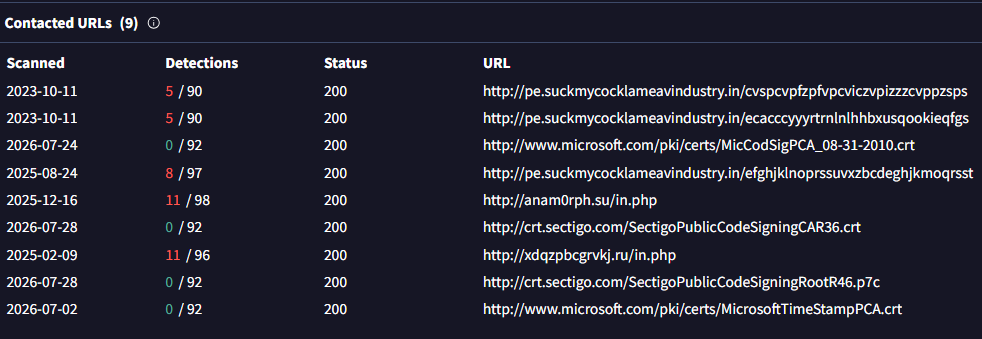 Contacted URLs (9)
Scanned Detections Status URL
2023-10-11 5 / 90 200 http://pe.suckmycocklameavindustry.in/cvspcvpfzpfvpcviczvpizzzcvppzsps
2023-10-11 5 / 90 200 http://pe.suckmycocklameavindustry.in/ecacccyyyrtrnlnlhhbxusqookieqfgs
2026-07-24 0 / 92 200 http://www.microsoft.com/pki/certs/MicCodSigPCA_08-31-2010.crt
2025-08-24 8 / 97 200 http://pe.suckmycocklameavindustry.in/efghjklnoprssuvxzbcdeghjkmoqrsst
2025-12-16 11 / 98 200 http://anam0rph.su/in.php
2026-07-28 0 / 92 200 http://crt.sectigo.com/SectigoPublicCodeSigningCAR36.crt
2025-02-09 11 / 96 200 http://xdqzpbcgrvkj.ru/in.php
2026-07-28 0 / 92 200 http://crt.sectigo.com/SectigoPublicCodeSigningRootR46.p7c
2026-07-02 0 / 92 200 http://www.microsoft.com/pki/certs/MicrosoftTimeStampPCA.crt